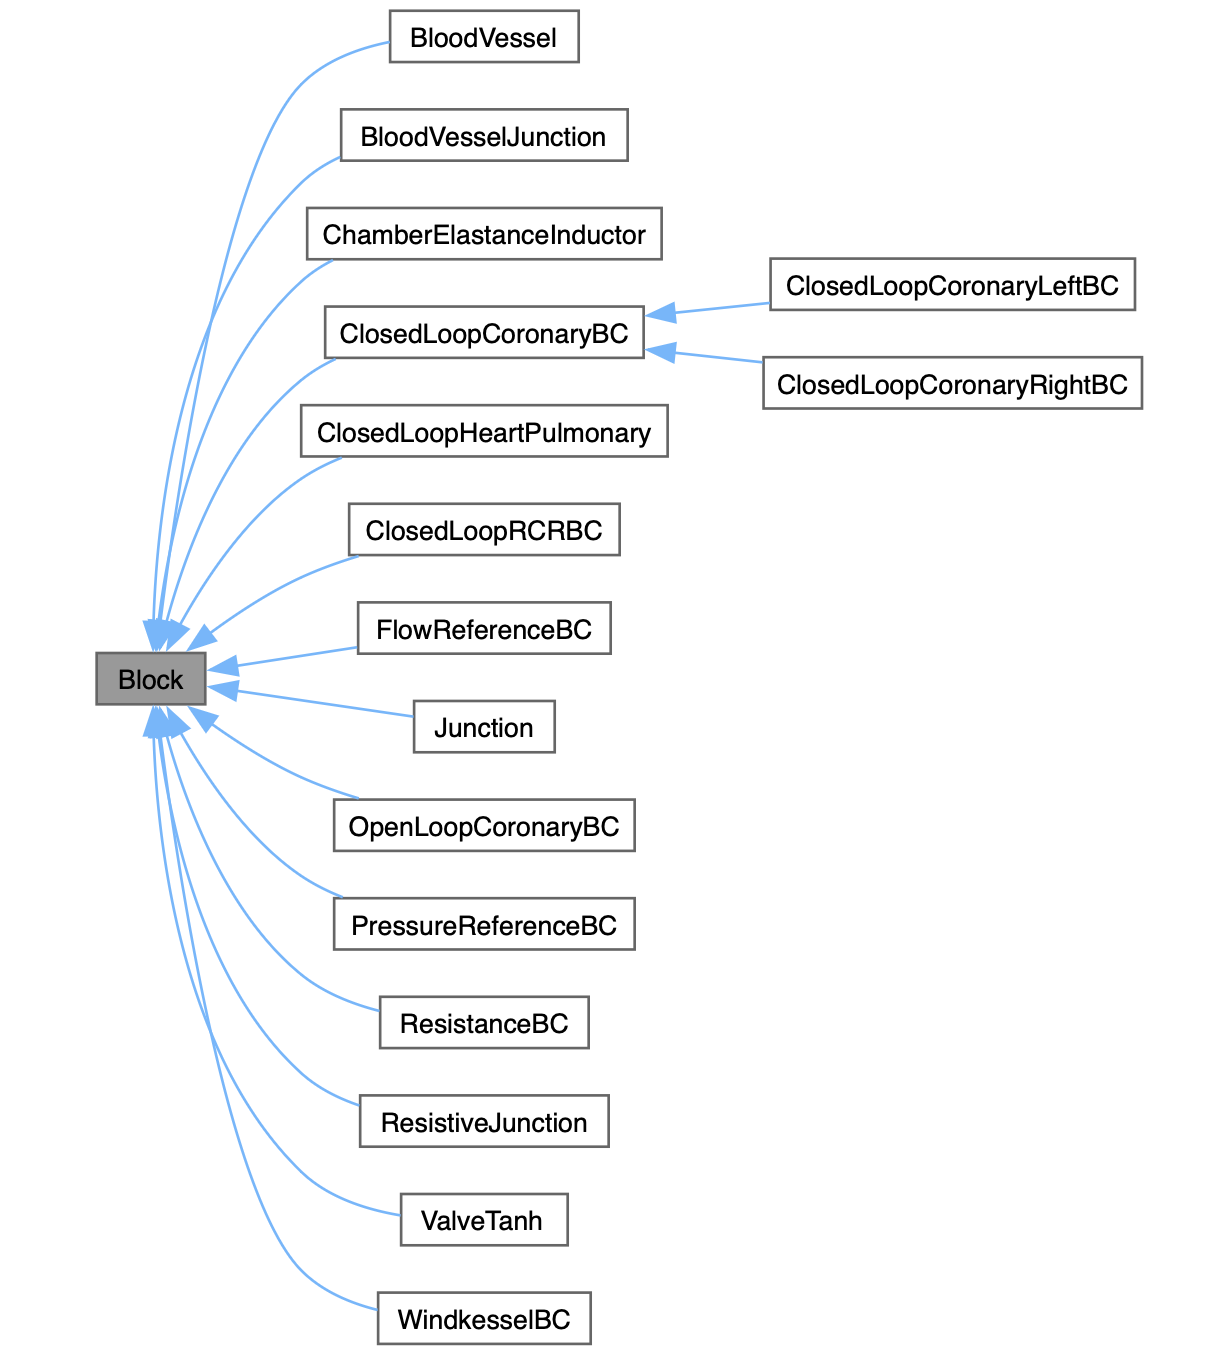 BloodVessel
BloodVesselJunction
ChamberElastanceInductor
ClosedLoopCoronaryLeftBC
ClosedLoopCoronaryBC
ClosedLoopCoronaryRightBC
ClosedLoopHeartPulmonary
ClosedLoopRCRBC
FlowReferenceBC
Block
Junction
OpenLoopCoronaryBC
PressureReferenceBC
ResistanceBC
ResistiveJunction
ValveTanh
WindkesselBC